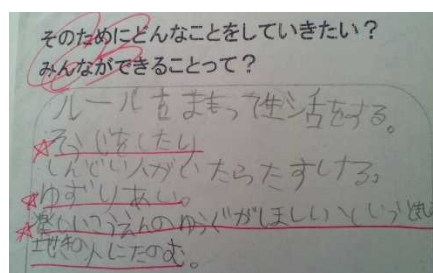 そのためにどんなことをしていきたい？
みんなができることって？
ルールをまもって生活をする。
そうじをしたり
しんどい人がいたらたすける。
ゆずりあい。
楽しいこうえんのゆうぐがほしい
地いきの人にたのむ。